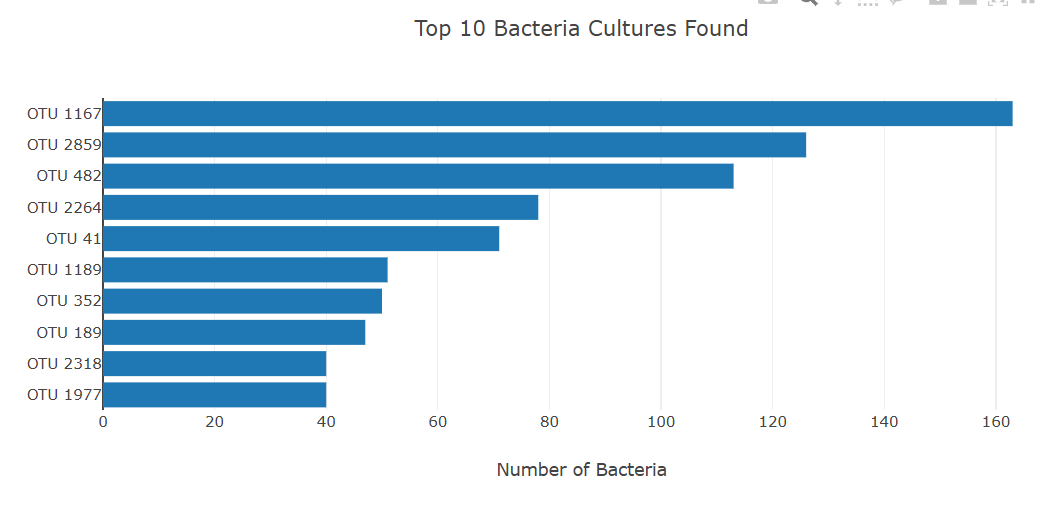 Top 10 Bacteria Cultures Found
OTU 1167
OTU 2859
OTU 482
OTU 2264
OTU 41
OTU 1189
OTU 352
OTU 189
OTU 2318
OTU 1977
0 20 40 60 80 100 120 140 160
Number of Bacteria